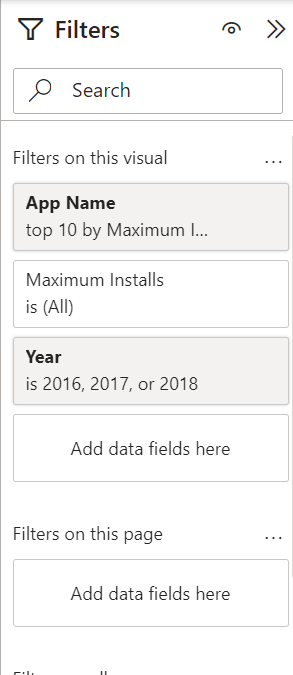 Filters
Search
Filters on this visual
App Name
top 10 by Maximum I...
Maximum Installs
is (All)
Year
is 2016, 2017, or 2018
Add data fields here
Filters on this page
Add data fields here